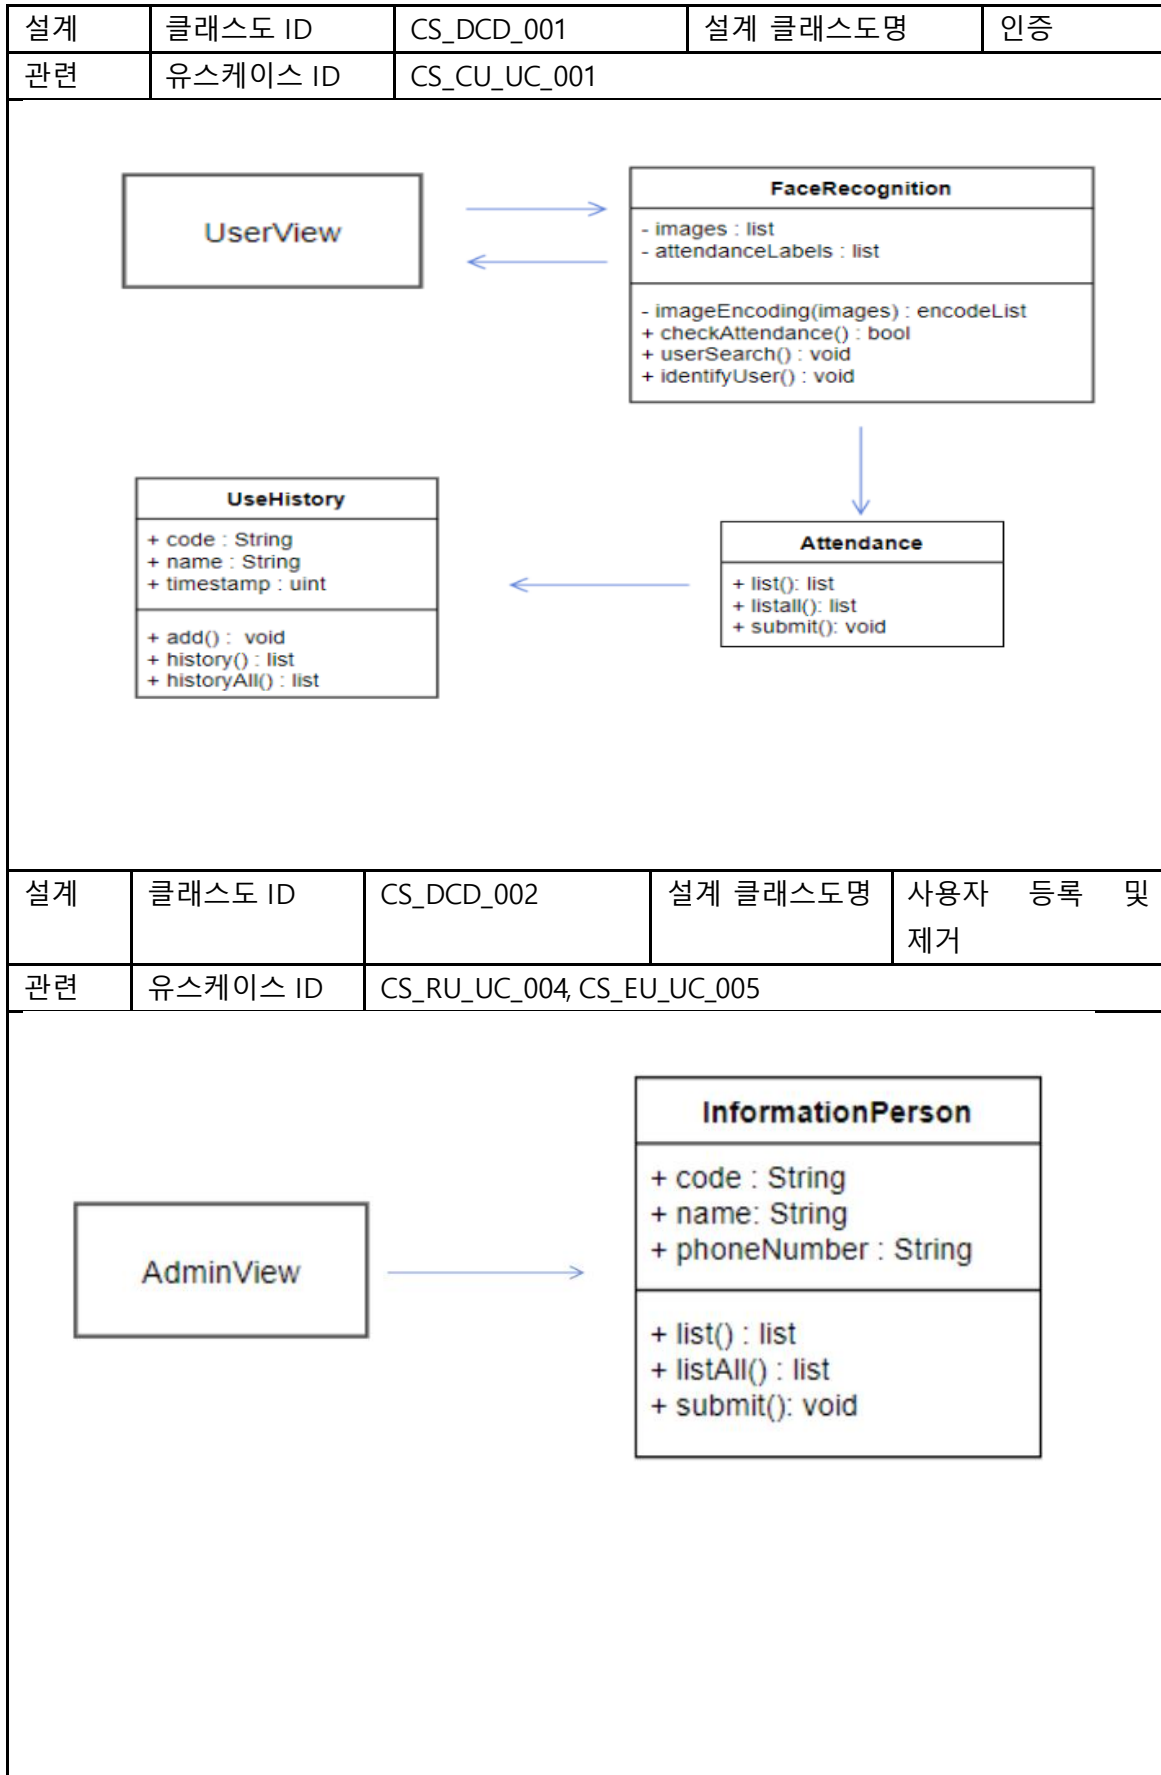 설계 클래스도 ID CS_DCD_001 설계 클래스도명 인증
관련 유스케이스 ID CS_CU_UC_001
UserView
FaceRecognition
- images : list
- attendanceLabels : list
- imageEncoding(images) : encodeList
+ checkAttendance() : bool
+ userSearch() : void
+ identifyUser() : void
UseHistory
+ code : String
+ name : String
+ timestamp : uint
+ add() : void
+ history() : list
+ historyAll() : list
Attendance
+ list(): list
+ listall(): list
+ submit(): void
설계 클래스도 ID CS_DCD_002 설계 클래스도명 사용자 등록 및
제거
관련 유스케이스 ID CS_RU_UC_004, CS_EU_UC_005
AdminView
InformationPerson
+ code : String
+ name: String
+ phoneNumber : String
+ list() : list
+ listAll() : list
+ submit(): void